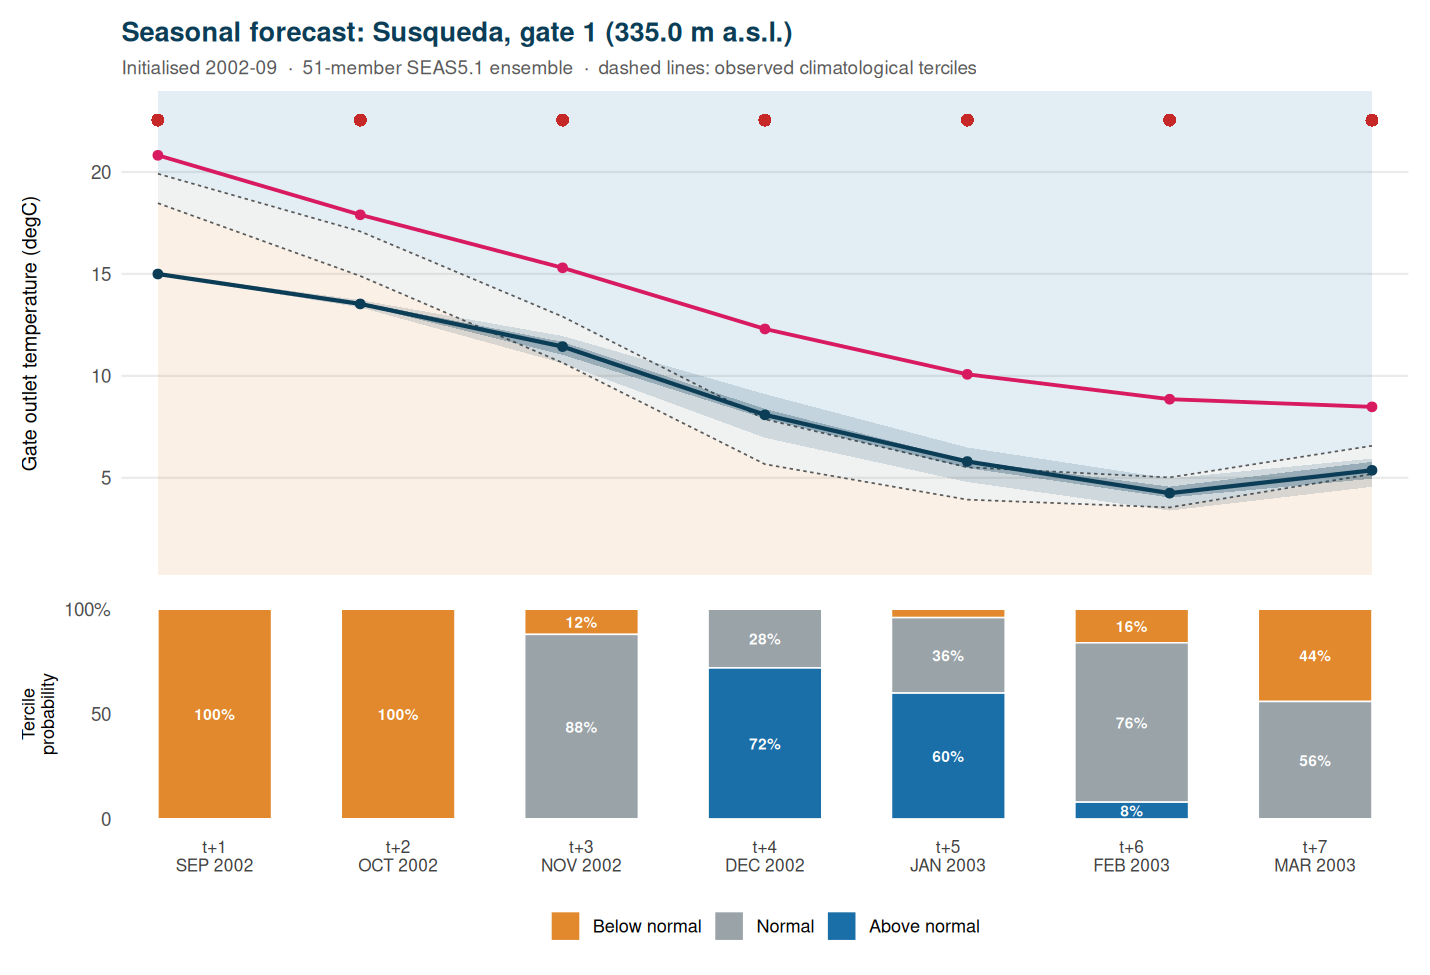 Seasonal forecast: Susqueda, gate 1 (335.0 m a.s.l.)
Initialised 2002-09 · 51-member SEAS5.1 ensemble · dashed lines: observed climatological terciles
Gate outlet temperature (degC)
20
15
10
5
Tercile
probability
100%
50
0
100%
100%
12%
88%
28%
72%
36%
60%
16%
76%
8%
44%
56%
t+1
SEP 2002
t+2
OCT 2002
t+3
NOV 2002
t+4
DEC 2002
t+5
JAN 2003
t+6
FEB 2003
t+7
MAR 2003
Below normal
Normal
Above normal